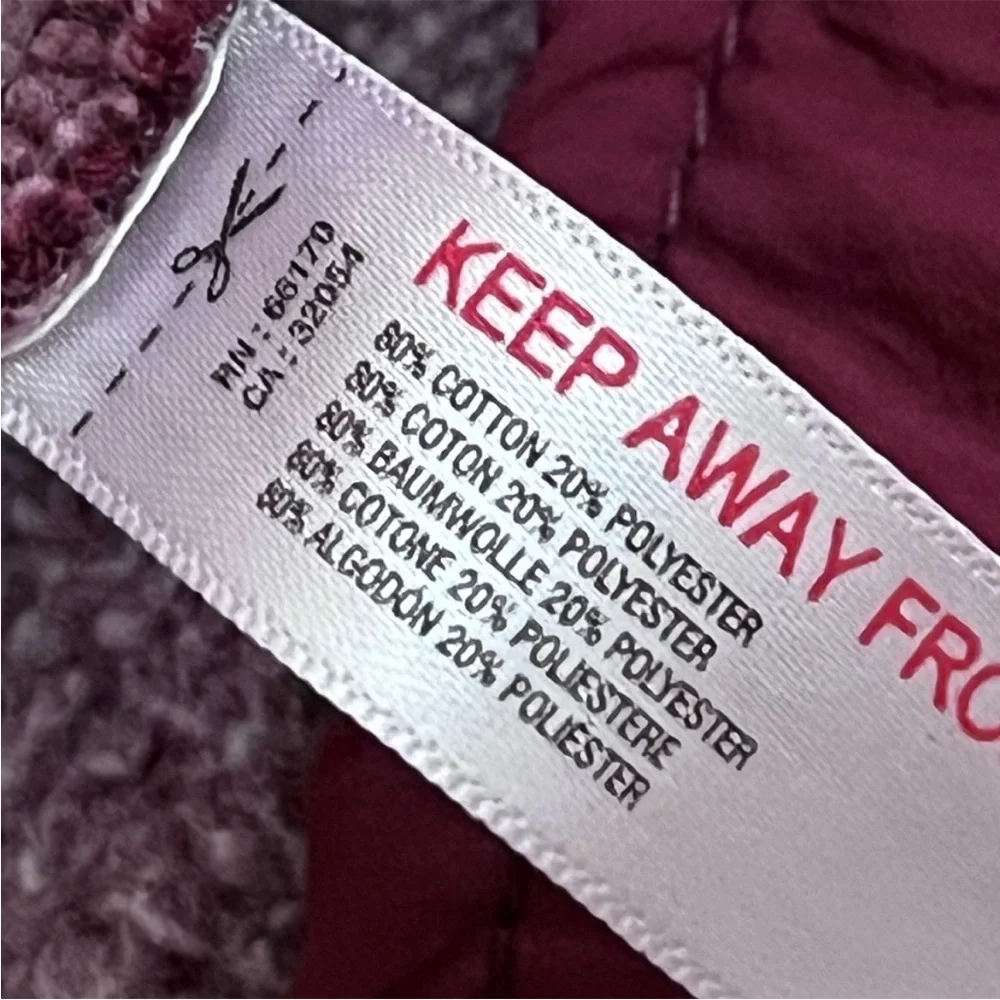 RN: 66170
CA: 32054
KEEP AWAY FRO
80% COTTON 20% POLYESTER
80% COTON 20% POLYESTER
80% BAUMWOLLE 20% POLYESTER
80% COTONE 20% POLIESTERE
80% ALGODÓN 20% POLIÉSTER